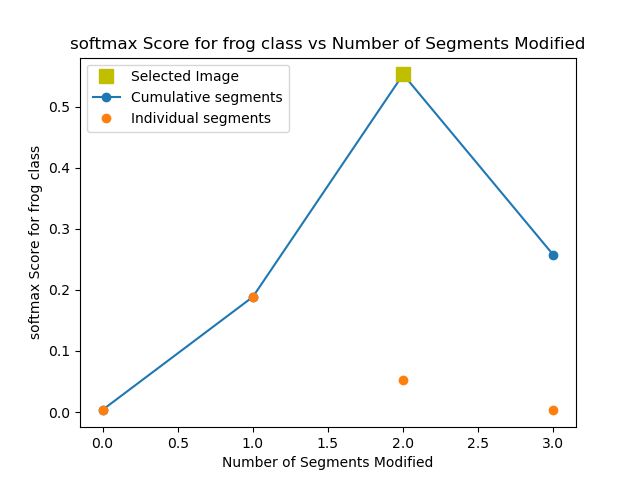 softmax Score for frog class vs Number of Segments Modified
Selected Image
Cumulative segments
Individual segments
softmax Score for frog class
0.5
0.4
0.3
0.2
0.1
0.0
0.0 0.5 1.0 1.5 2.0 2.5 3.0
Number of Segments Modified